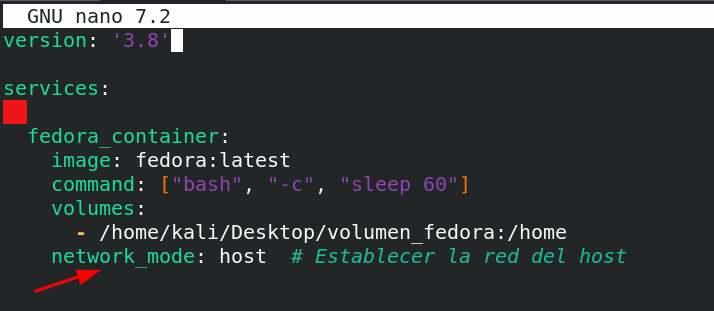 GNU nano 7.2
version: '3.8'
services:
fedora_container:
image: fedora:latest
command: ["bash", "-c", "sleep 60"]
volumes:
- /home/kali/Desktop/volumen_fedora:/home
network_mode: host  # Establecer la red del host